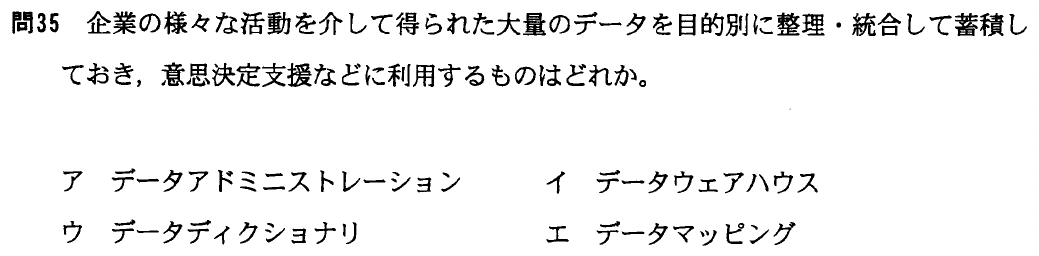 問35 企業の様々な活動を介して得られた大量のデータを目的別に整理・統合して蓄積し
ておき，意思決定支援などに利用するものはどれか。
ア データアドミニストレーション イ データウェアハウス
ウ データディクショナリ エ データマッピング